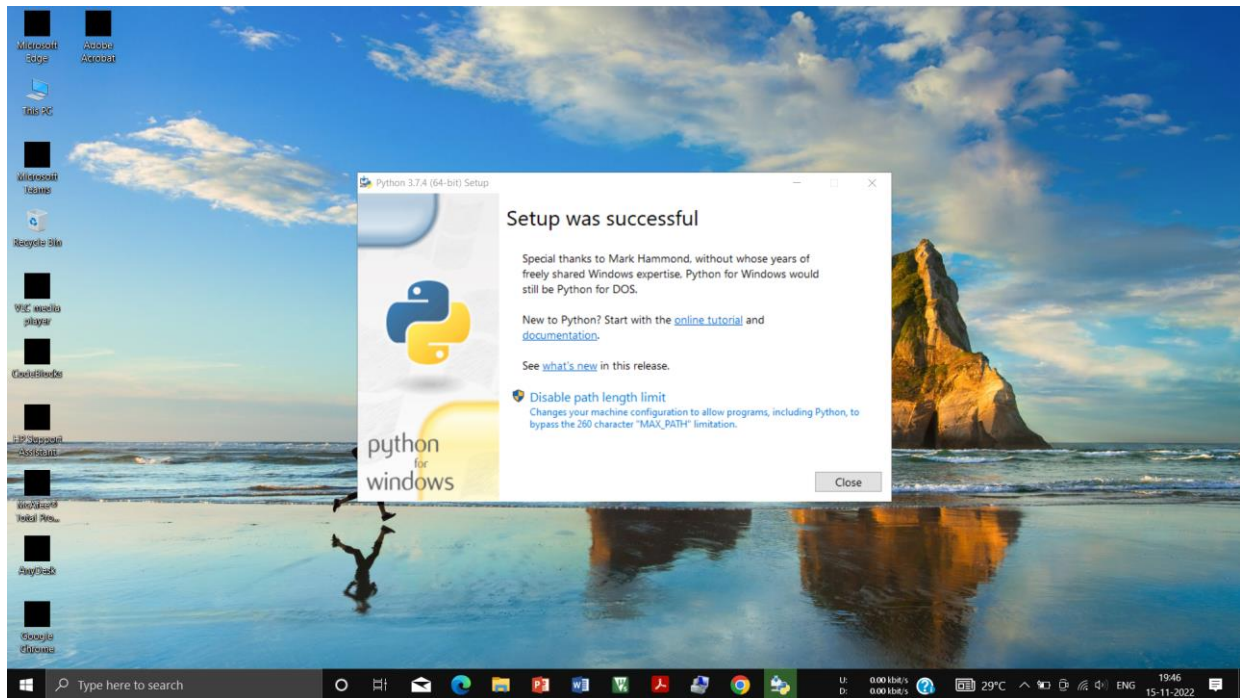 Microsoft
Edge
Adobe
Acrobat
This PC
Microsoft
Teams
Recycle Bin
VLC media
player
CodeBlocks
HP Support
Assistant
McAfee®
Total Pro...
AnyDesk
Google
Chrome
Python 3.7.4 (64-bit) Setup
Setup was successful
Special thanks to Mark Hammond, without whose years of
freely shared Windows expertise, Python for Windows would
still be Python for DOS.
New to Python? Start with the online tutorial and
documentation.
See what's new in this release.
Disable path length limit
Changes your machine configuration to allow programs, including Python, to
bypass the 260 character "MAX_PATH" limitation.
python
for
windows
Close
Type here to search
U: 0.00 kbit/s
D: 0.00 kbit/s
29°C
ENG
19:46
15-11-2022